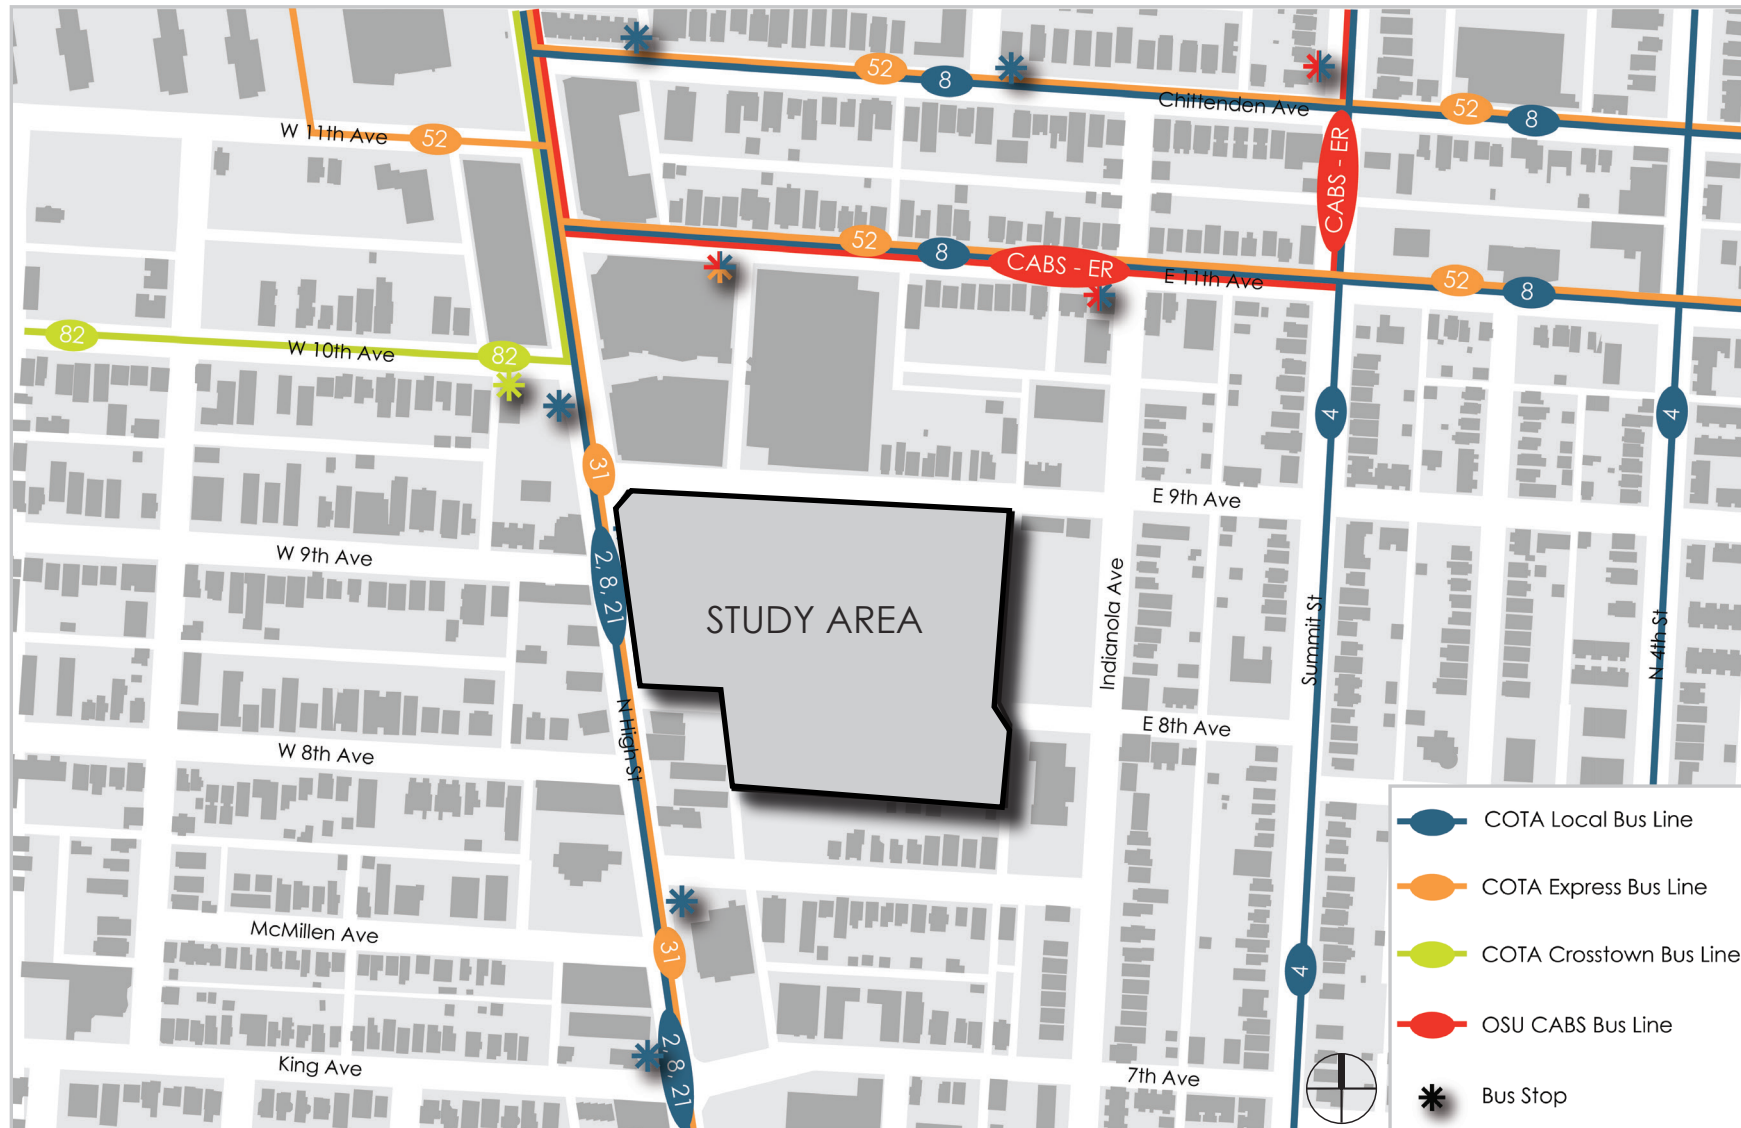 52
8
Chittenden Ave
52
8
W 11th Ave
52
CABS - ER
52
8
CABS - ER
E 11th Ave
52
8
82
W 10th Ave
82
4
4
31
E 9th Ave
W 9th Ave
2, 8, 21
STUDY AREA
Indianola Ave
Summit St
N 4th St
N High St
E 8th Ave
W 8th Ave
COTA Local Bus Line
COTA Express Bus Line
McMillen Ave
31
COTA Crosstown Bus Line
4
OSU CABS Bus Line
King Ave
2, 8, 21
7th Ave
Bus Stop